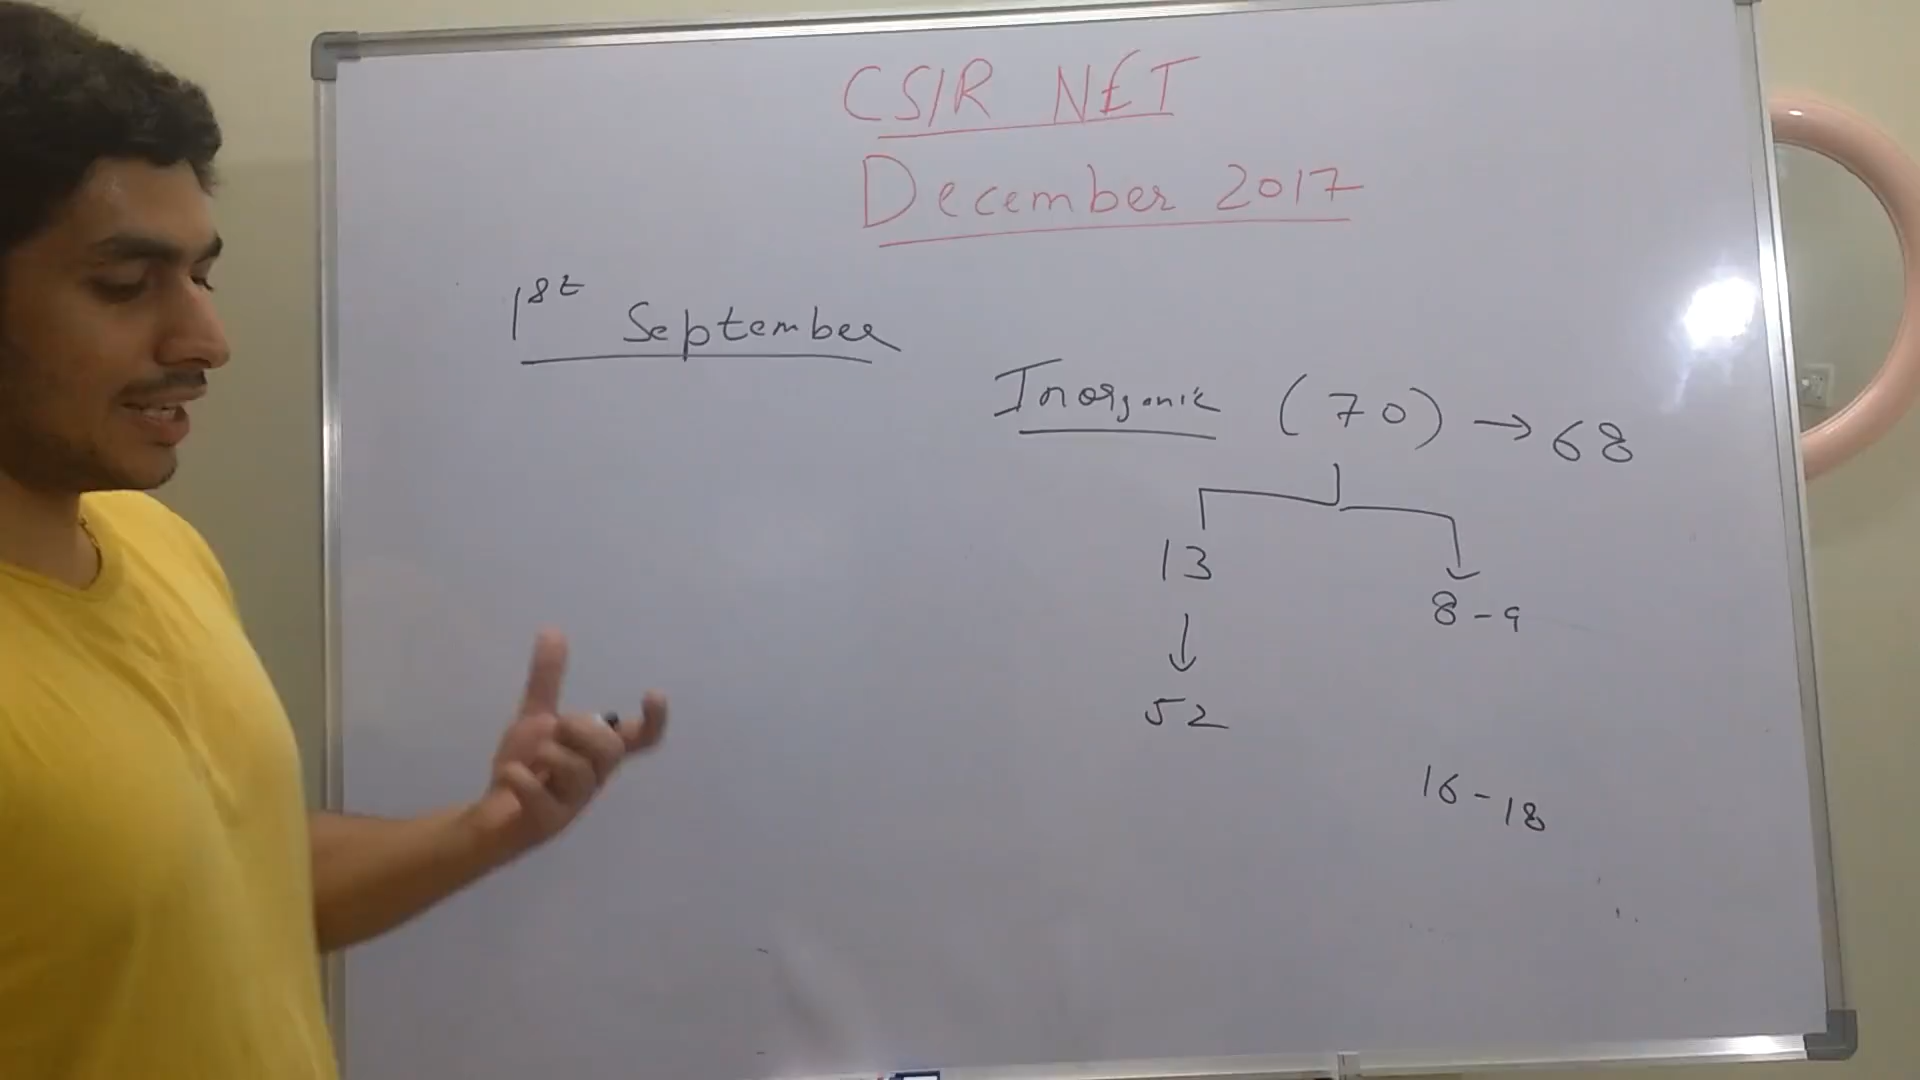 CSIR NET
December 2017
1st September
Inorganic (70) → 68
13
8-9
52
16-18